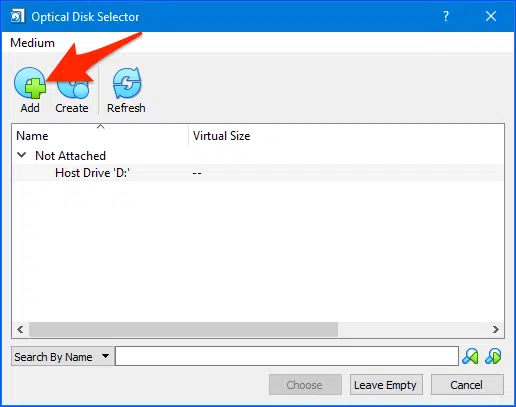 Optical Disk Selector
?
Medium
Add Create Refresh
Name Virtual Size
Not Attached
Host Drive 'D:' --
Search By Name
Choose Leave Empty Cancel